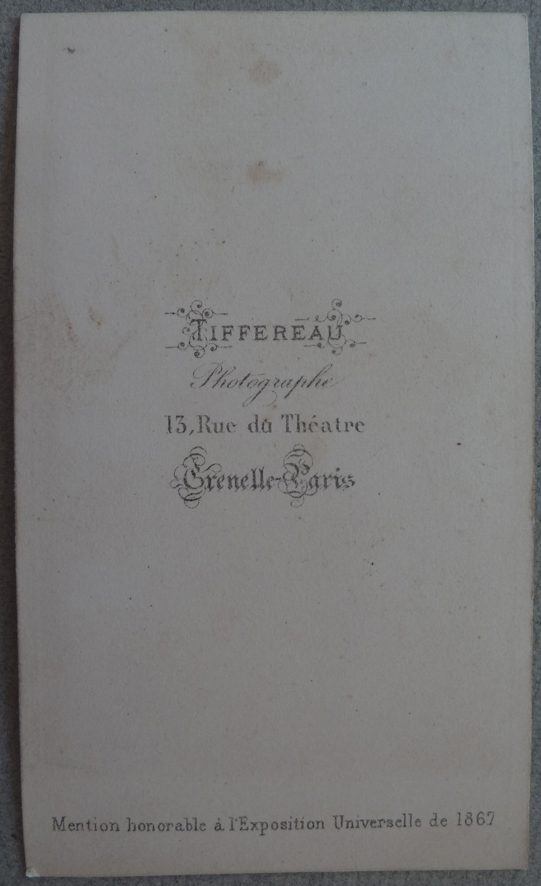 TIFFEREAU
Photographe
13, Rue du Théatre
Grenelle-Paris
Mention honorable à l'Exposition Universelle de 1867